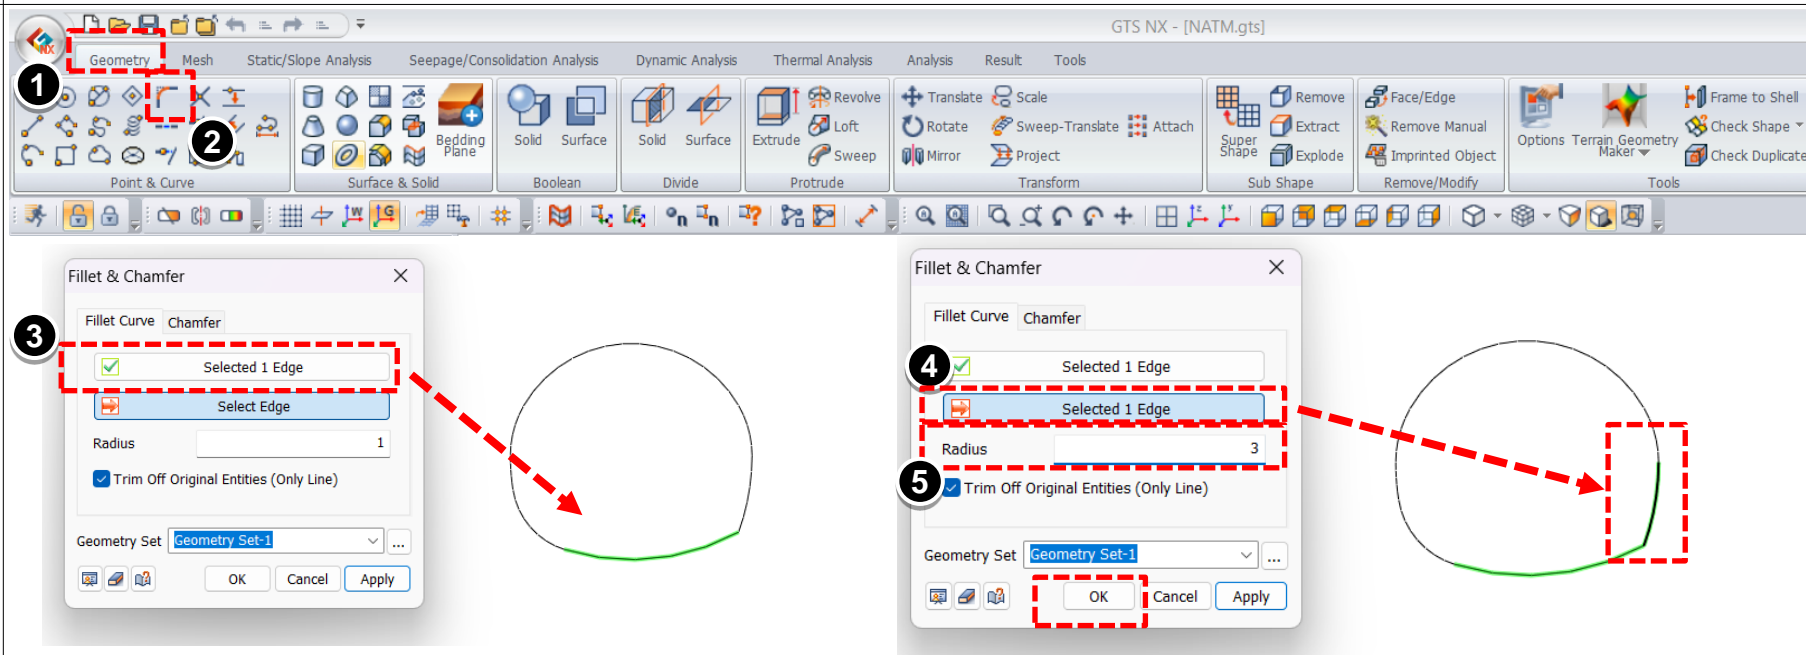 GTS NX - [NATM.gts]
NX
Geometry Mesh Static/Slope Analysis Seepage/Consolidation Analysis Dynamic Analysis Thermal Analysis Analysis Result Tools
1
2
Bedding Plane
Point & Curve
Surface & Solid
Solid Surface
Boolean
Solid Surface
Divide
Extrude
Revolve
Loft
Sweep
Protrude
Translate Scale
Rotate Sweep-Translate Attach
Mirror Project
Transform
Super Shape
Remove
Extract
Explode
Sub Shape
Face/Edge
Remove Manual
Imprinted Object
Remove/Modify
Options Terrain Geometry Maker
Frame to Shell
Check Shape
Check Duplicate
Tools
Fillet & Chamfer
Fillet Curve Chamfer
3
Selected 1 Edge
Select Edge
Radius 1
Trim Off Original Entities (Only Line)
Geometry Set Geometry Set-1 ...
OK Cancel Apply
Fillet & Chamfer
Fillet Curve Chamfer
4
Selected 1 Edge
Selected 1 Edge
Radius 3
5
Trim Off Original Entities (Only Line)
Geometry Set Geometry Set-1 ...
OK Cancel Apply